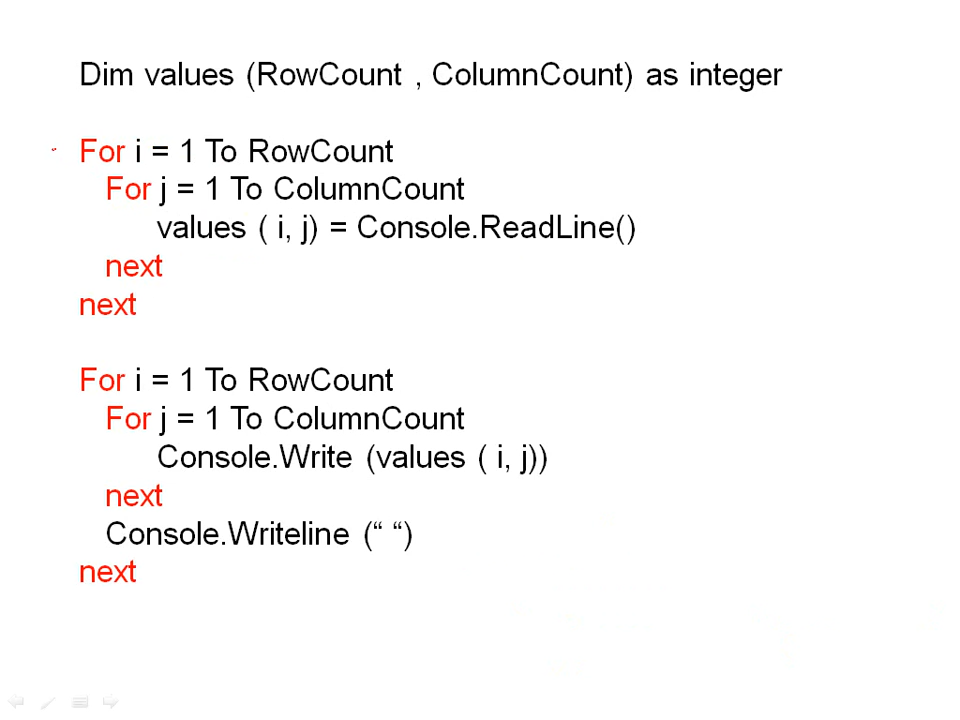 Dim values (RowCount , ColumnCount) as integer
For i = 1 To RowCount
For j = 1 To ColumnCount
values ( i, j) = Console.ReadLine()
next
next
For i = 1 To RowCount
For j = 1 To ColumnCount
Console.Write (values ( i, j))
next
Console.Writeline (“ “)
next